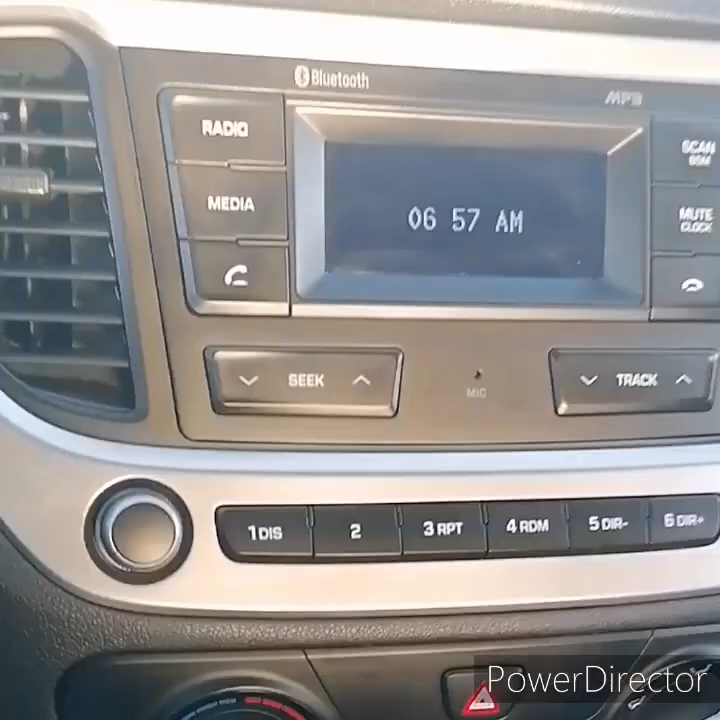 Bluetooth
MP3
RADIO
SCAN
BSM
MEDIA
06 57 AM
MUTE
CLOCK
SEEK
TRACK
MIC
1 DIS
2
3 RPT
4 RDM
5 DIR-
6 DIR+
PowerDirector